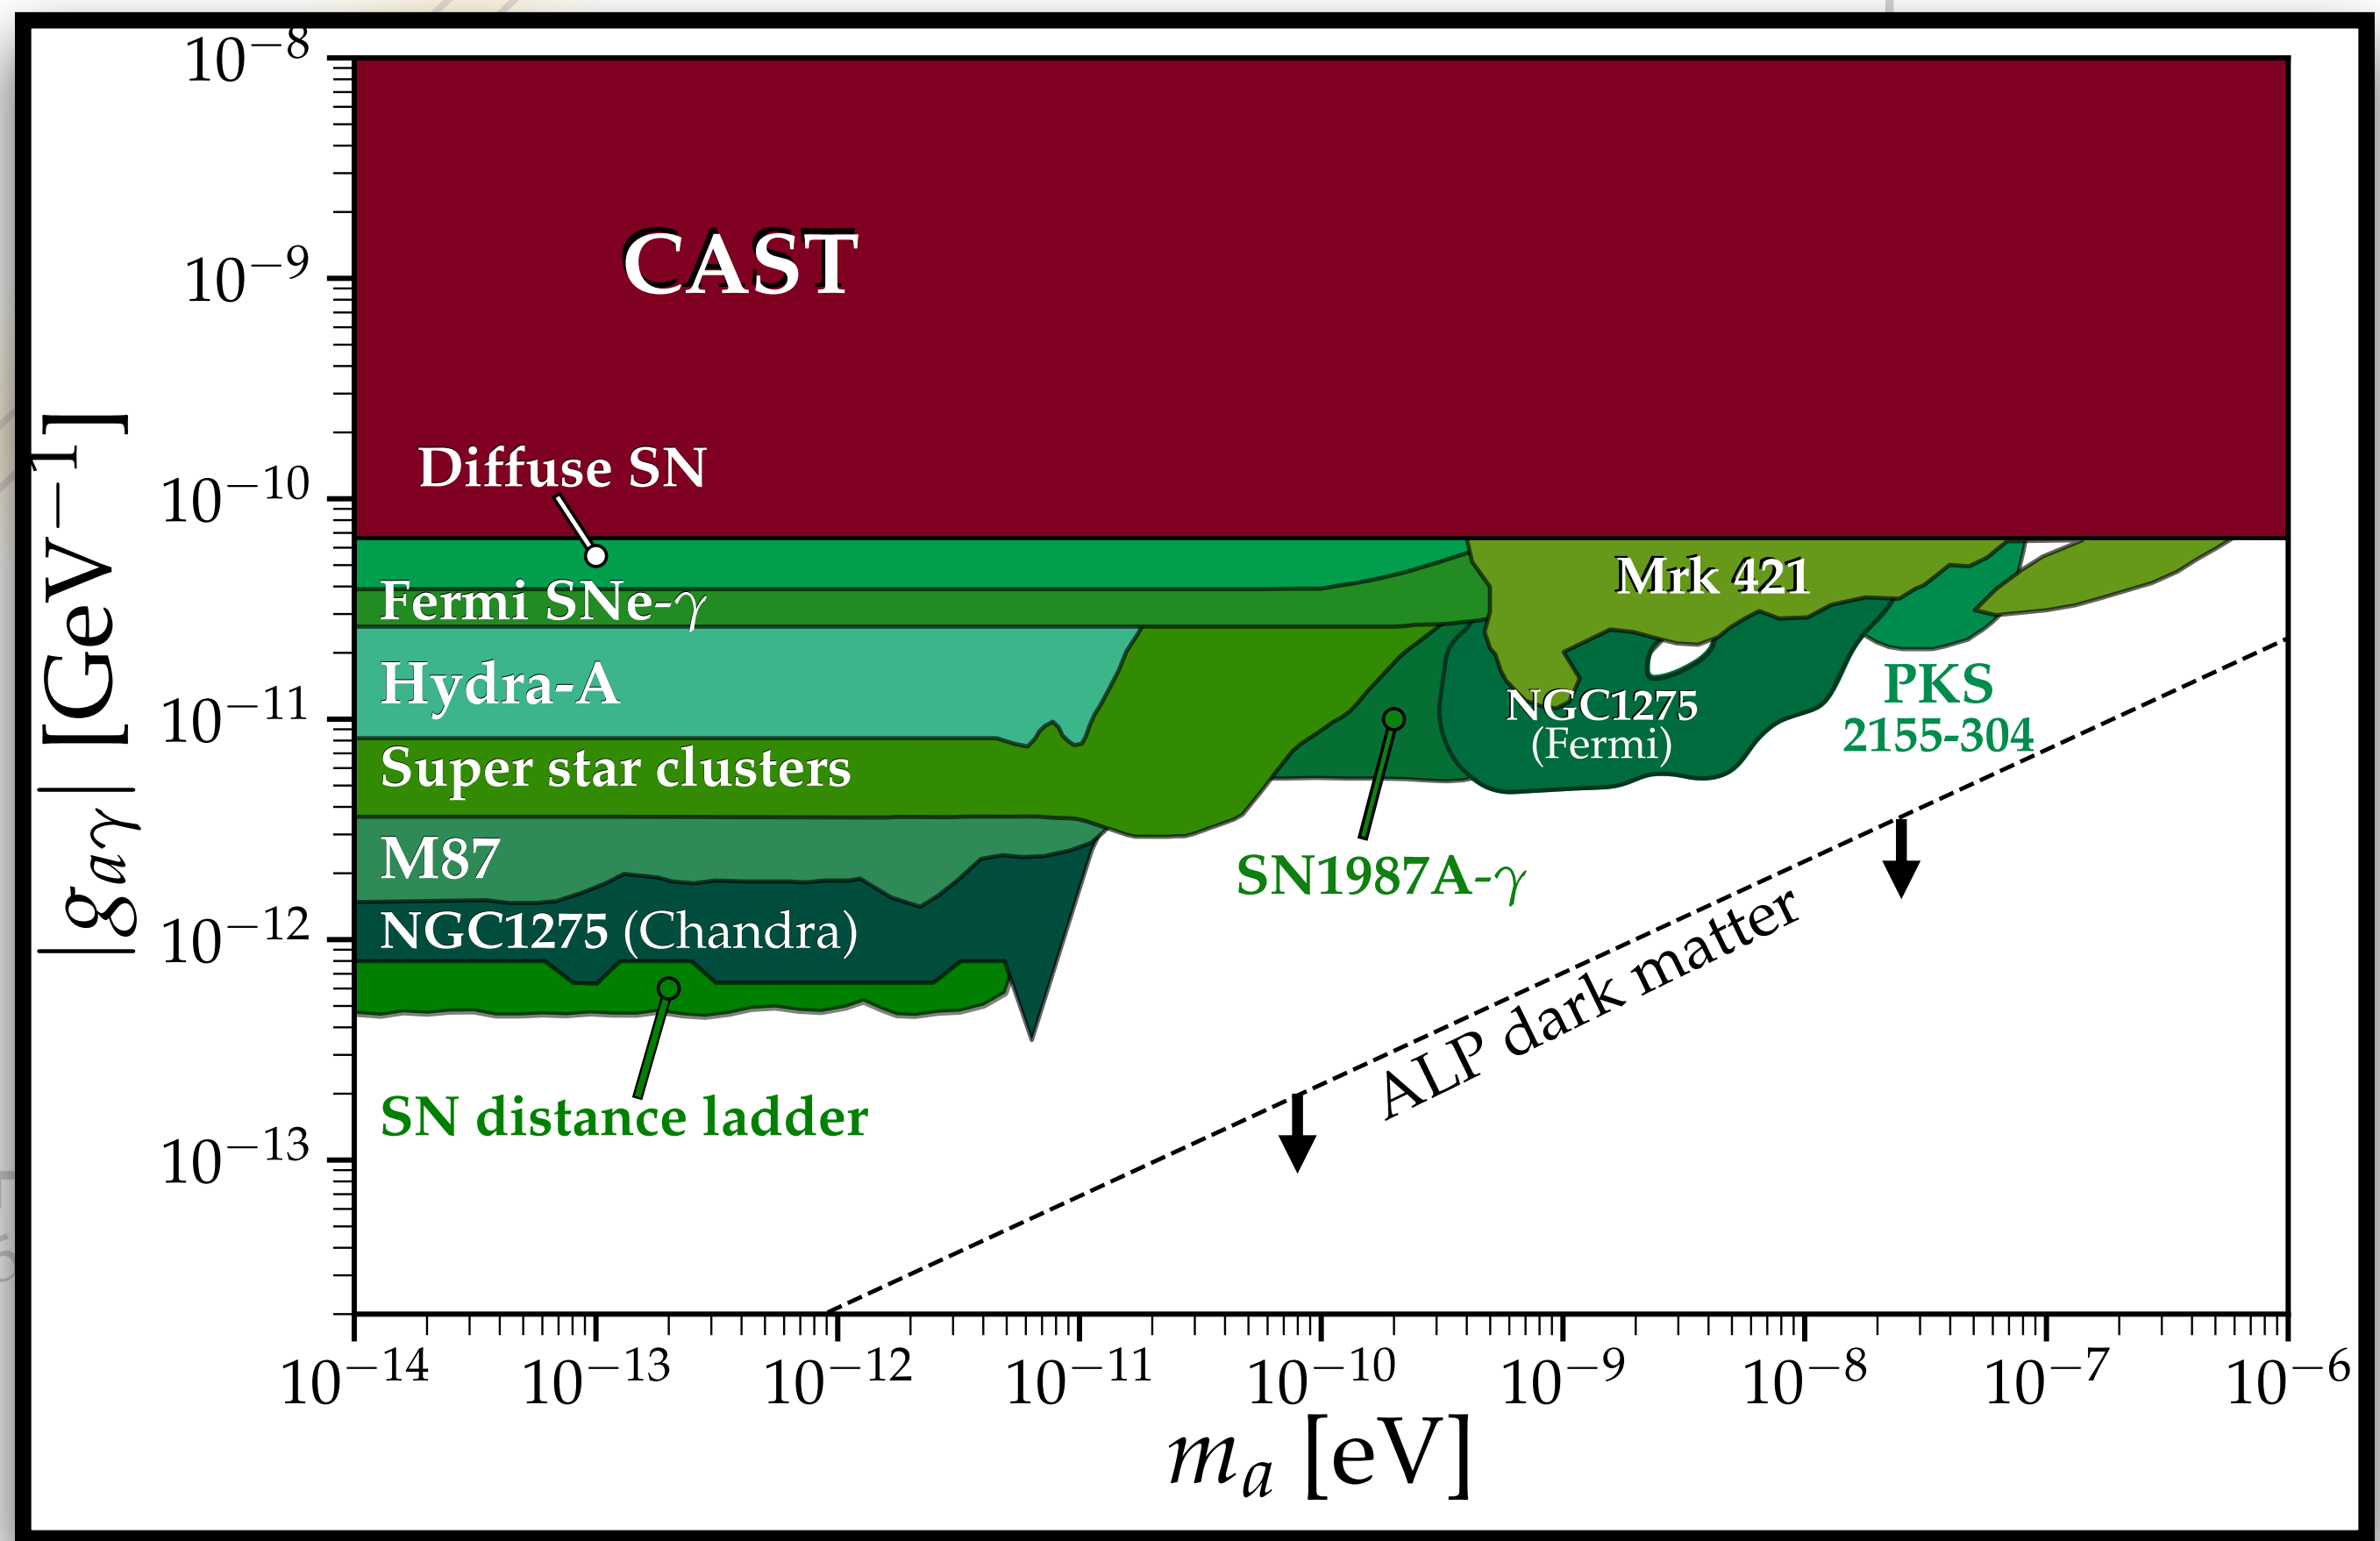 10⁻⁸
10⁻⁹
10⁻¹⁰
10⁻¹¹
10⁻¹²
10⁻¹³
|g_aγ| [GeV⁻¹]
CAST
Diffuse SN
Fermi SNe-γ
Hydra-A
Super star clusters
M87
NGC1275 (Chandra)
SN distance ladder
SN1987A-γ
Mrk 421
NGC1275
(Fermi)
PKS
2155-304
ALP dark matter
10⁻¹⁴ 10⁻¹³ 10⁻¹² 10⁻¹¹ 10⁻¹⁰ 10⁻⁹ 10⁻⁸ 10⁻⁷ 10⁻⁶
m_a [eV]